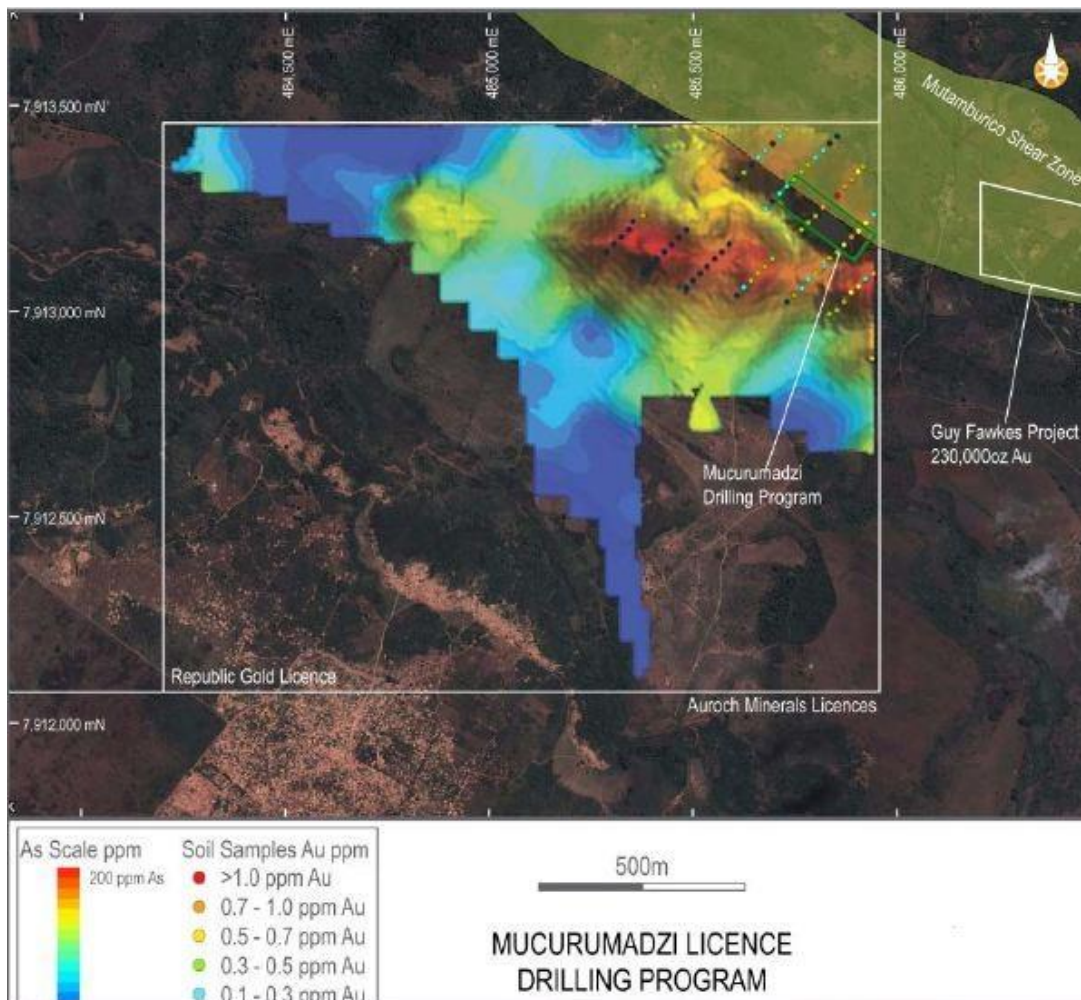 484,500 mE
485,000 mE
485,500 mE
486,000 mE
7,913,500 mN
Mutamburico Shear Zone
7,913,000 mN
Guy Fawkes Project
230,000oz Au
Mucurumadzi
Drilling Program
7,912,500 mN
Republic Gold Licence
Auroch Minerals Licences
7,912,000 mN
As Scale ppm
200 ppm As
Soil Samples Au ppm
>1.0 ppm Au
0.7 - 1.0 ppm Au
0.5 - 0.7 ppm Au
0.3 - 0.5 ppm Au
0.1 - 0.3 ppm Au
500m
MUCURUMADZI LICENCE
DRILLING PROGRAM